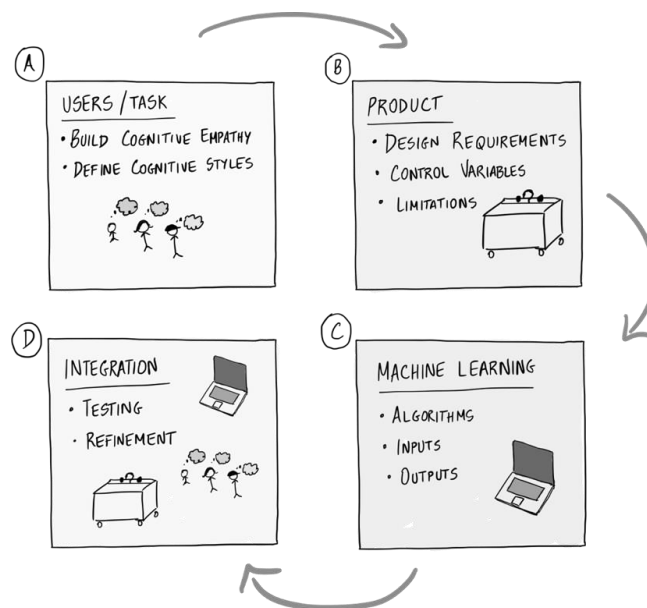 A
USERS/TASK
• BUILD COGNITIVE EMPATHY
• DEFINE COGNITIVE STYLES
B
PRODUCT
• DESIGN REQUIREMENTS
• CONTROL VARIABLES
• LIMITATIONS
C
MACHINE LEARNING
• ALGORITHMS
• INPUTS
• OUTPUTS
D
INTEGRATION
• TESTING
• REFINEMENT